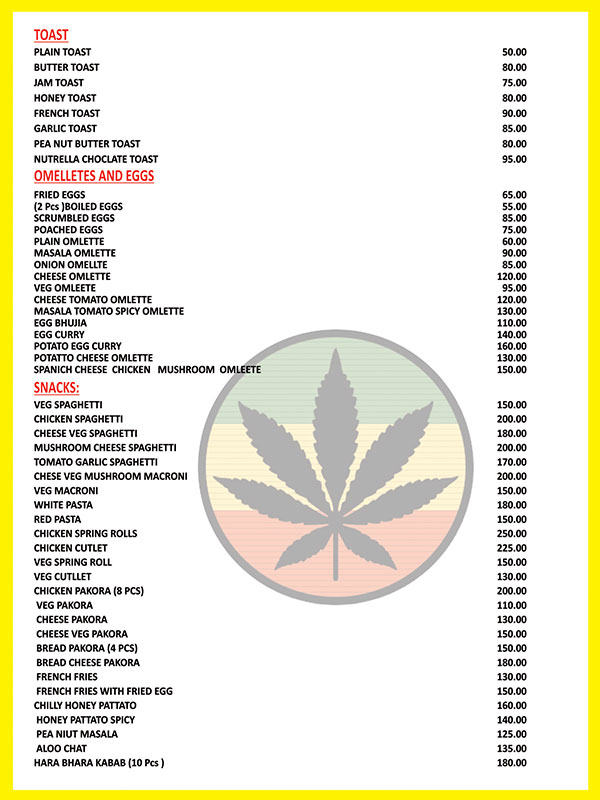 TOAST
PLAIN TOAST 50.00
BUTTER TOAST 80.00
JAM TOAST 75.00
HONEY TOAST 80.00
FRENCH TOAST 90.00
GARLIC TOAST 85.00
PEA NUT BUTTER TOAST 80.00
NUTRELLA CHOCLATE TOAST 95.00
OMELLETES AND EGGS
FRIED EGGS 65.00
(2 Pcs )BOILED EGGS 55.00
SCRUMBLED EGGS 85.00
POACHED EGGS 75.00
PLAIN OMLETTE 60.00
MASALA OMLETTE 90.00
ONION OMELLTE 85.00
CHEESE OMLETTE 120.00
VEG OMLEETE 95.00
CHEESE TOMATO OMLETTE 120.00
MASALA TOMATO SPICY OMLETTE 130.00
EGG BHUJIA 110.00
EGG CURRY 140.00
POTATO EGG CURRY 160.00
POTATTO CHEESE OMLETTE 130.00
SPANICH CHEESE CHICKEN MUSHROOM OMLEETE 150.00
SNACKS:
VEG SPAGHETTI 150.00
CHICKEN SPAGHETTI 200.00
CHEESE VEG SPAGHETTI 180.00
MUSHROOM CHEESE SPAGHETTI 200.00
TOMATO GARLIC SPAGHETTI 170.00
CHESE VEG MUSHROOM MACRONI 200.00
VEG MACRONI 150.00
WHITE PASTA 180.00
RED PASTA 150.00
CHICKEN SPRING ROLLS 250.00
CHICKEN CUTLET 225.00
VEG SPRING ROLL 150.00
VEG CUTLLET 130.00
CHICKEN PAKORA (8 PCS) 200.00
VEG PAKORA 110.00
CHEESE PAKORA 130.00
CHEESE VEG PAKORA 150.00
BREAD PAKORA (4 PCS) 150.00
BREAD CHEESE PAKORA 180.00
FRENCH FRIES 130.00
FRENCH FRIES WITH FRIED EGG 150.00
CHILLY HONEY PATTATO 160.00
HONEY PATTATO SPICY 140.00
PEA NIUT MASALA 125.00
ALOO CHAT 135.00
HARA BHARA KABAB (10 Pcs ) 180.00